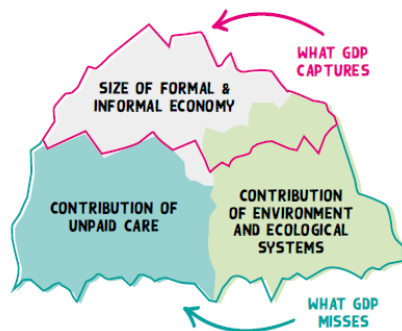 WHAT GDP
CAPTURES
SIZE OF FORMAL &
INFORMAL ECONOMY
CONTRIBUTION OF
UNPAID CARE
CONTRIBUTION
OF ENVIRONMENT
AND ECOLOGICAL
SYSTEMS
WHAT GDP
MISSES